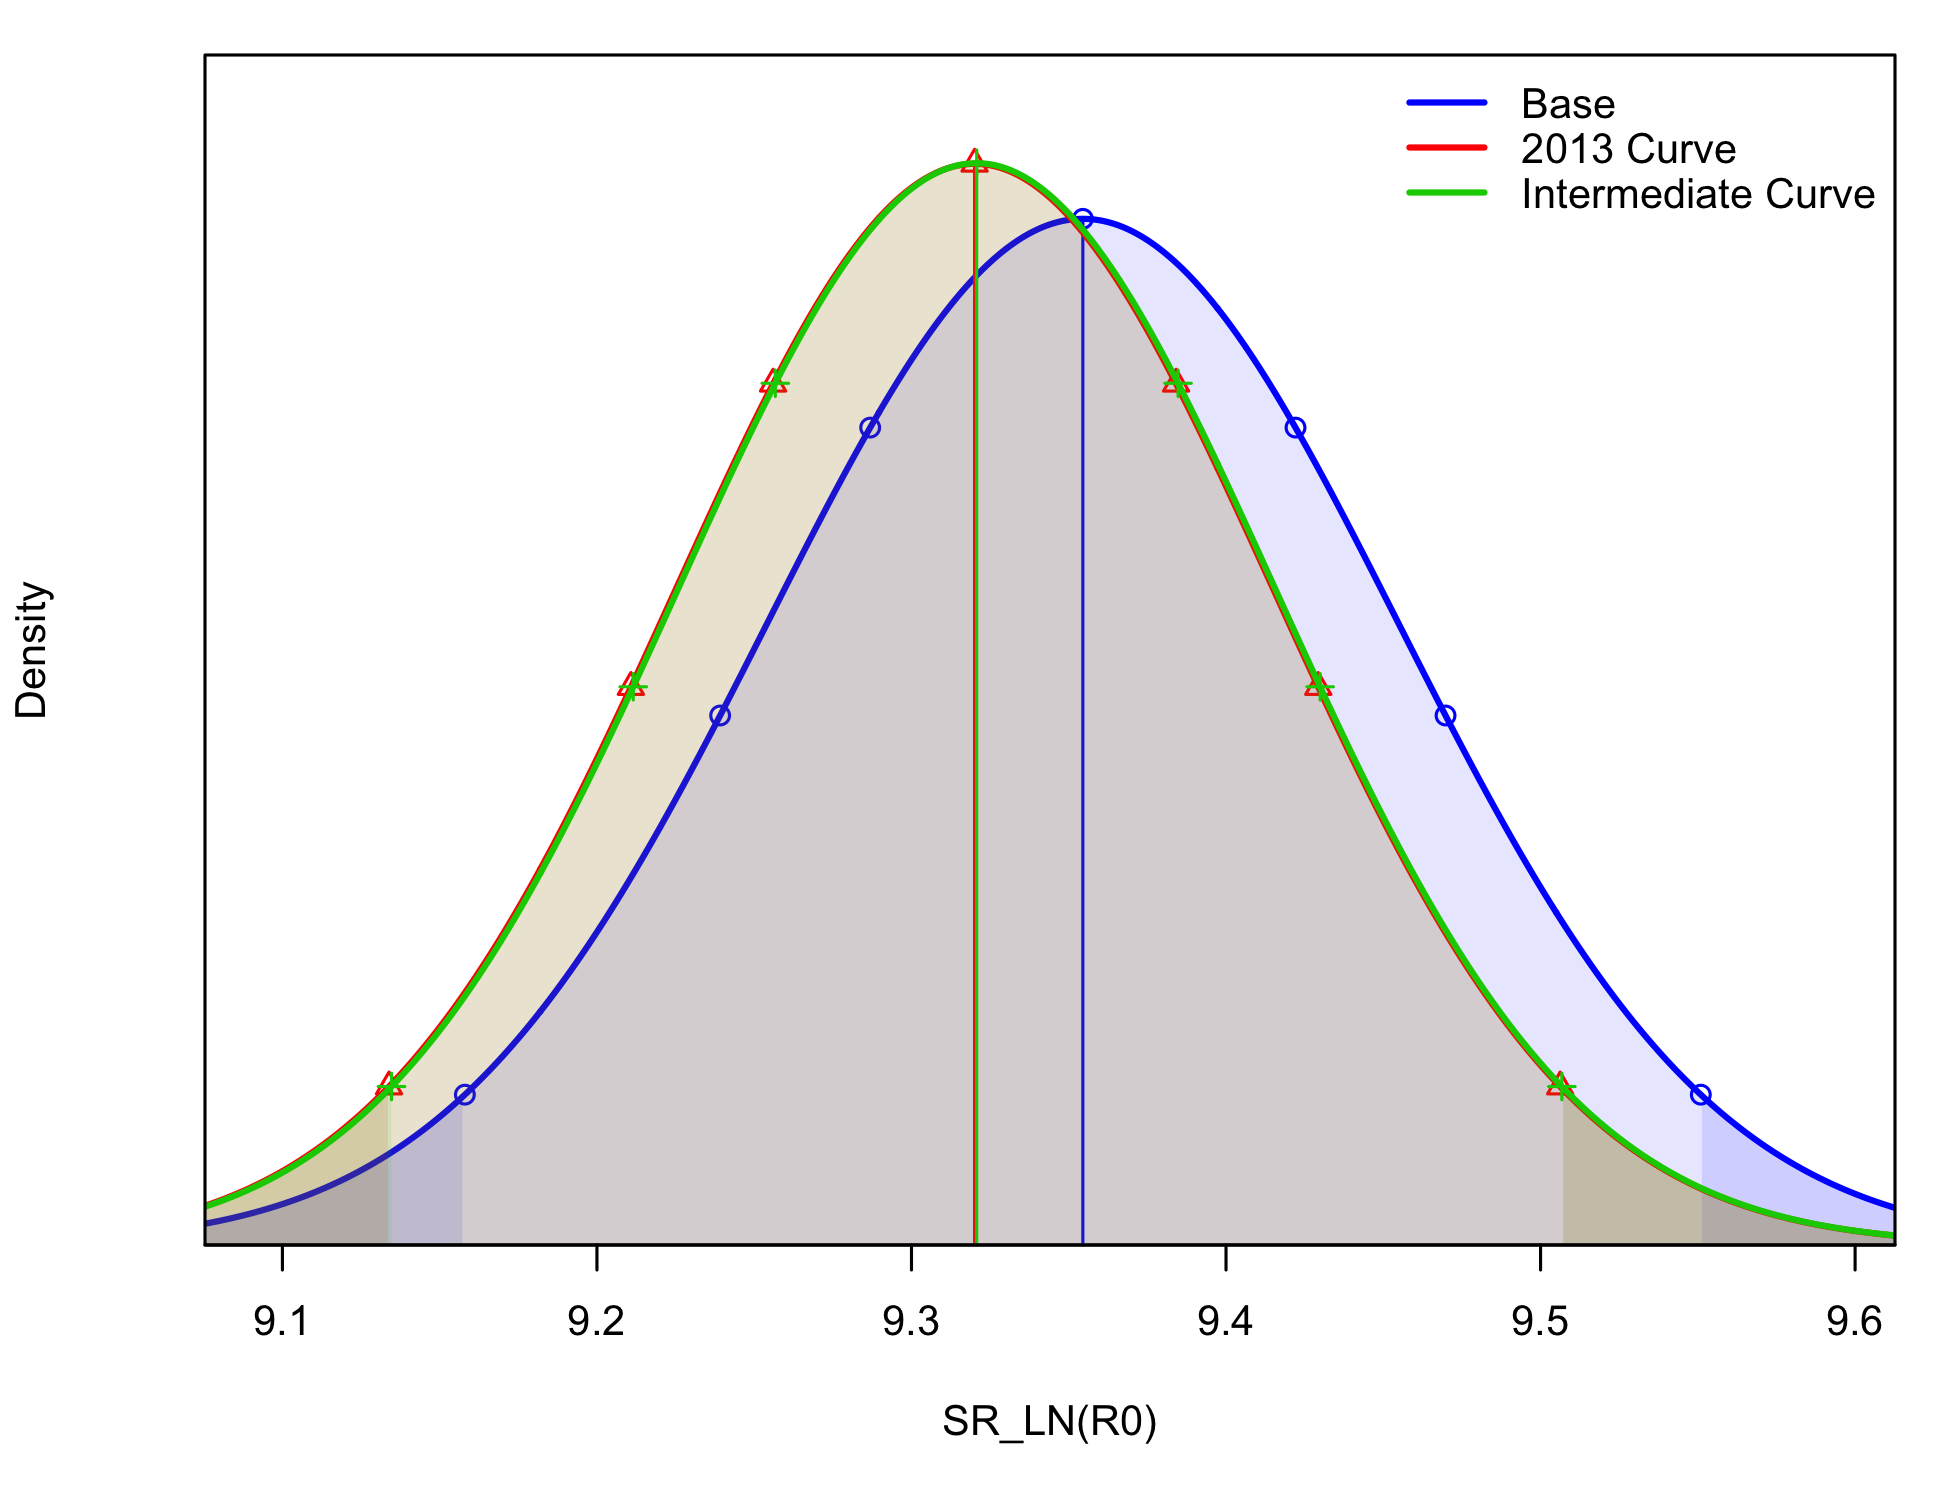 Base
2013 Curve
Intermediate Curve
Density
9.1 9.2 9.3 9.4 9.5 9.6
SR_LN(R0)